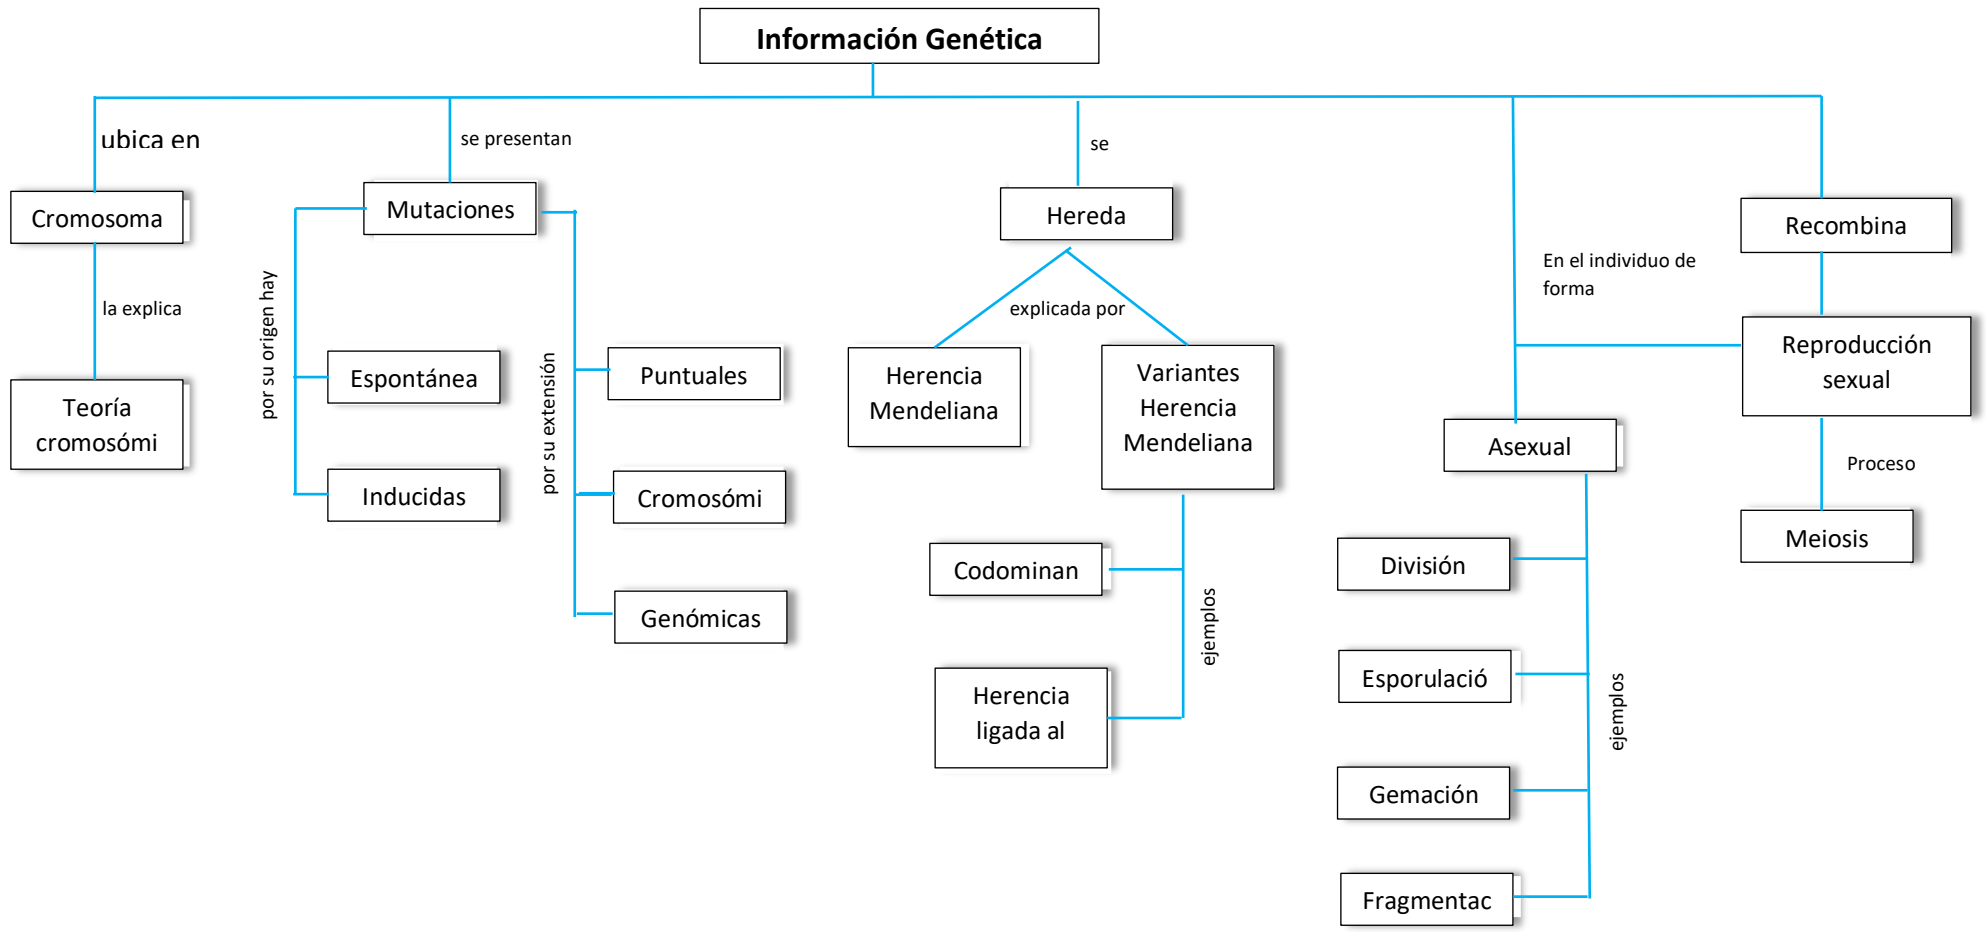 Información Genética
ubica en
se presentan
se
Cromosoma
Mutaciones
Hereda
Recombina
En el individuo de
forma
la explica
por su origen hay
explicada por
Espontánea
Puntuales
Herencia
Mendeliana
Variantes
Herencia
Mendeliana
Reproducción
sexual
Teoría
cromosómi
por su extensión
Asexual
Proceso
Inducidas
Cromosómi
Meiosis
Codominan
División
Genómicas
ejemplos
Esporulació
Herencia
ligada al
ejemplos
Gemación
Fragmentac